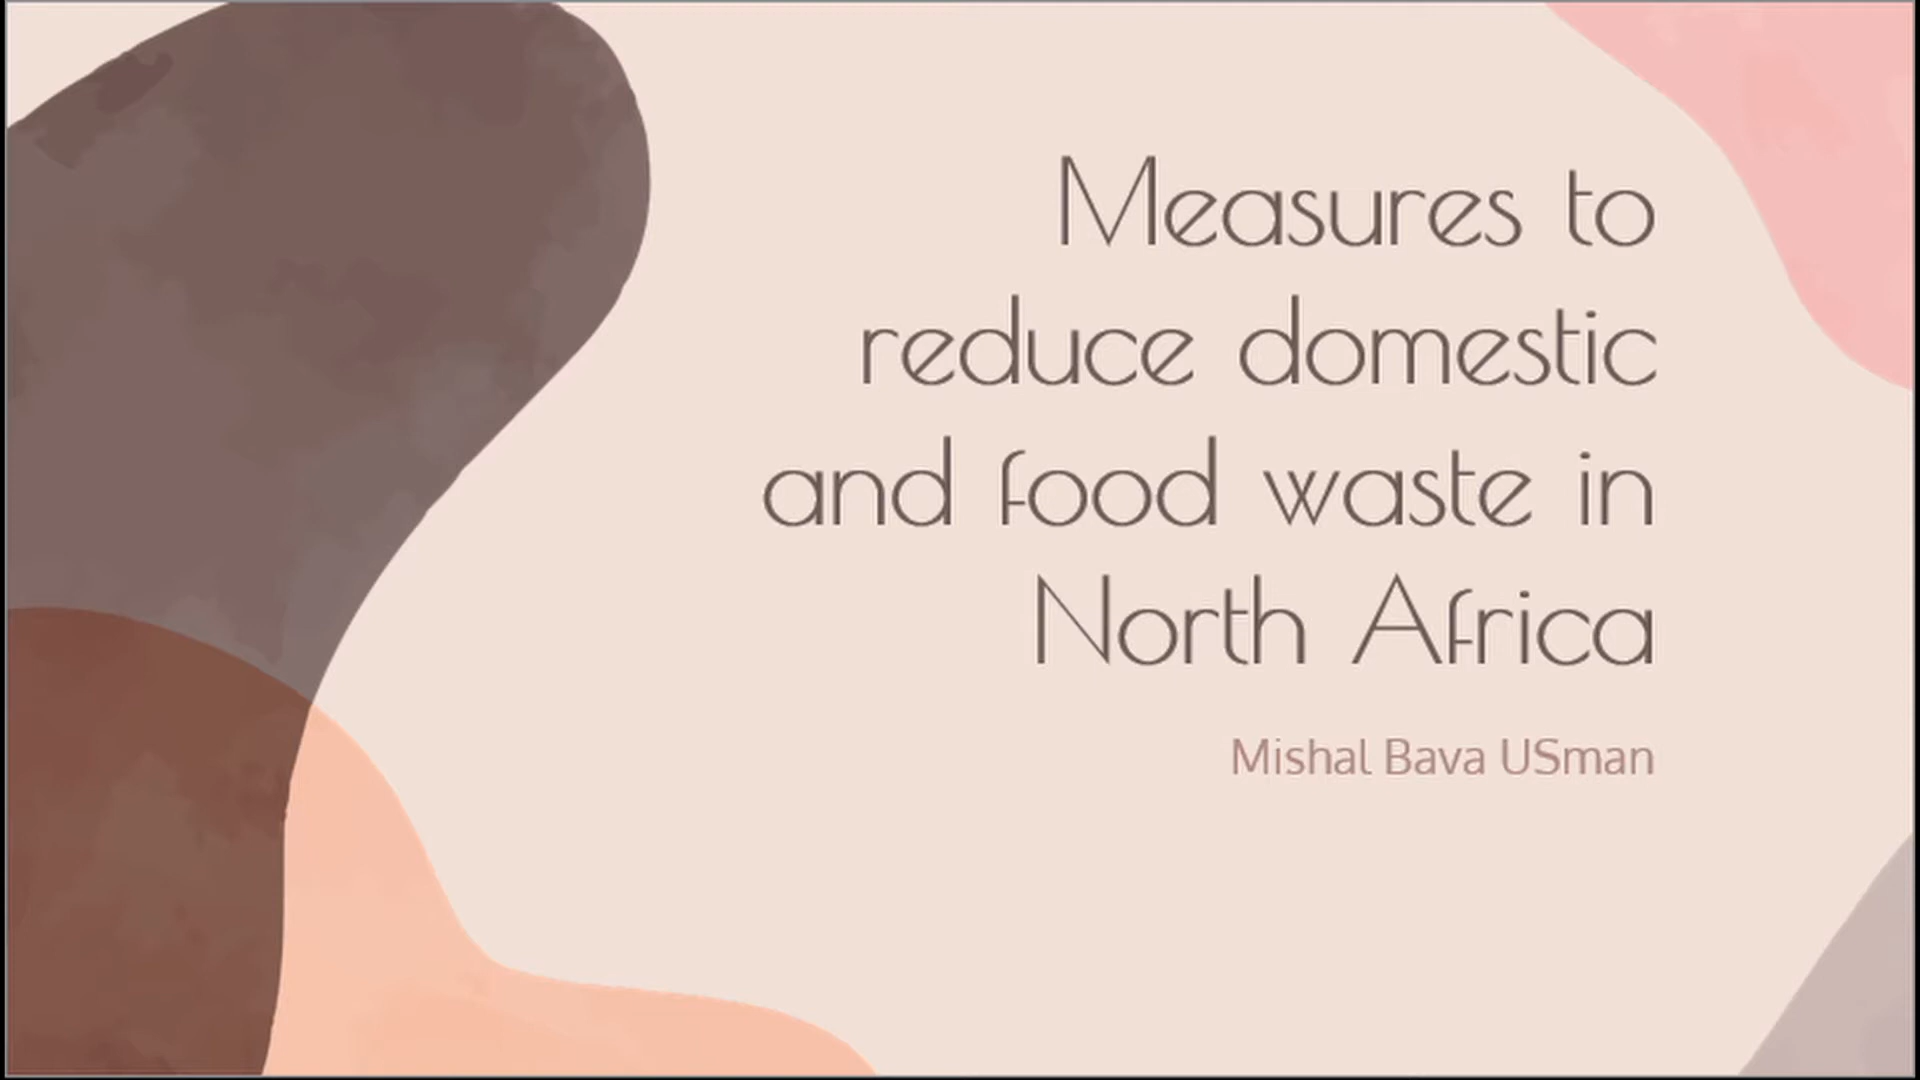 Measures to
reduce domestic
and food waste in
North Africa
Mishal Bava USman